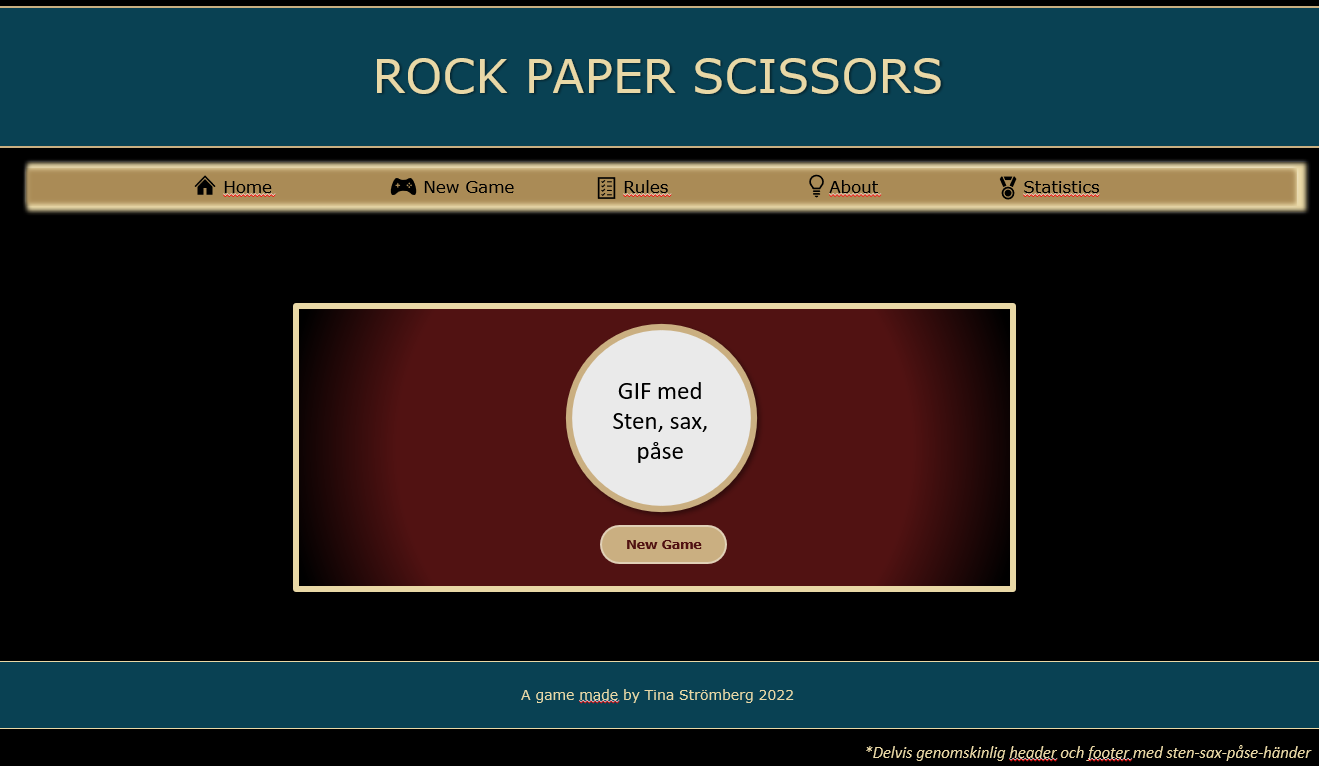 ROCK PAPER SCISSORS
Home New Game Rules About Statistics
GIF med
Sten, sax,
påse
New Game
A game made by Tina Strömberg 2022
*Delvis genomskinlig header och footer med sten-sax-påse-händer